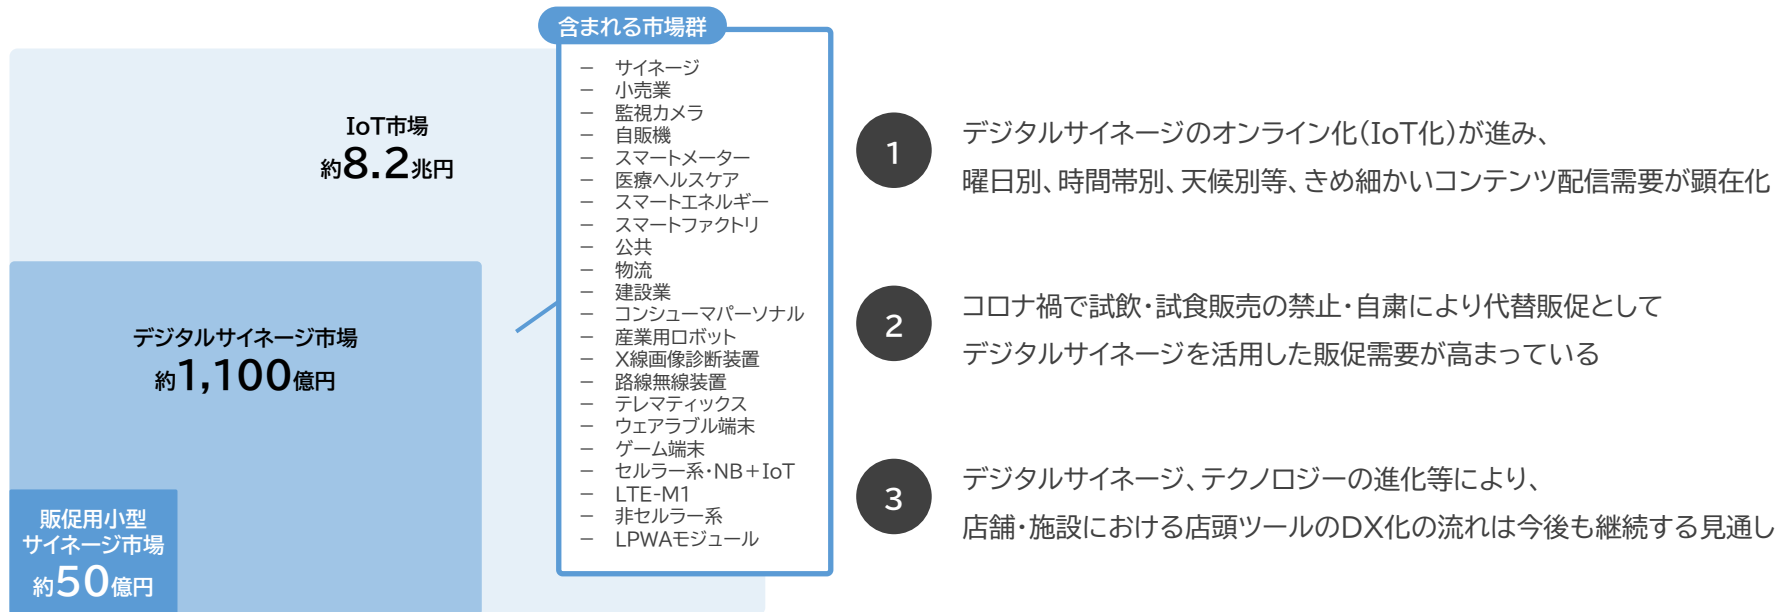 含まれる市場群
－ サイネージ
－ 小売業
－ 監視カメラ
－ 自販機
－ スマートメーター
－ 医療ヘルスケア
－ スマートエネルギー
－ スマートファクトリ
－ 公共
－ 物流
－ 建設業
－ コンシューマパーソナル
－ 産業用ロボット
－ X線画像診断装置
－ 路線無線装置
－ テレマティックス
－ ウェアラブル端末
－ ゲーム端末
－ セルラー系・NB＋IoT
－ LTE-M1
－ 非セルラー系
－ LPWAモジュール
IoT市場
約8.2兆円
デジタルサイネージ市場
約1,100億円
販促用小型
サイネージ市場
約50億円
1
デジタルサイネージのオンライン化（IoT化）が進み、
曜日別、時間帯別、天候別等、きめ細かいコンテンツ配信需要が顕在化
2
コロナ禍で試飲・試食販売の禁止・自粛により代替販促として
デジタルサイネージを活用した販促需要が高まっている
3
デジタルサイネージ、テクノロジーの進化等により、
店舗・施設における店頭ツールのDX化の流れは今後も継続する見通し